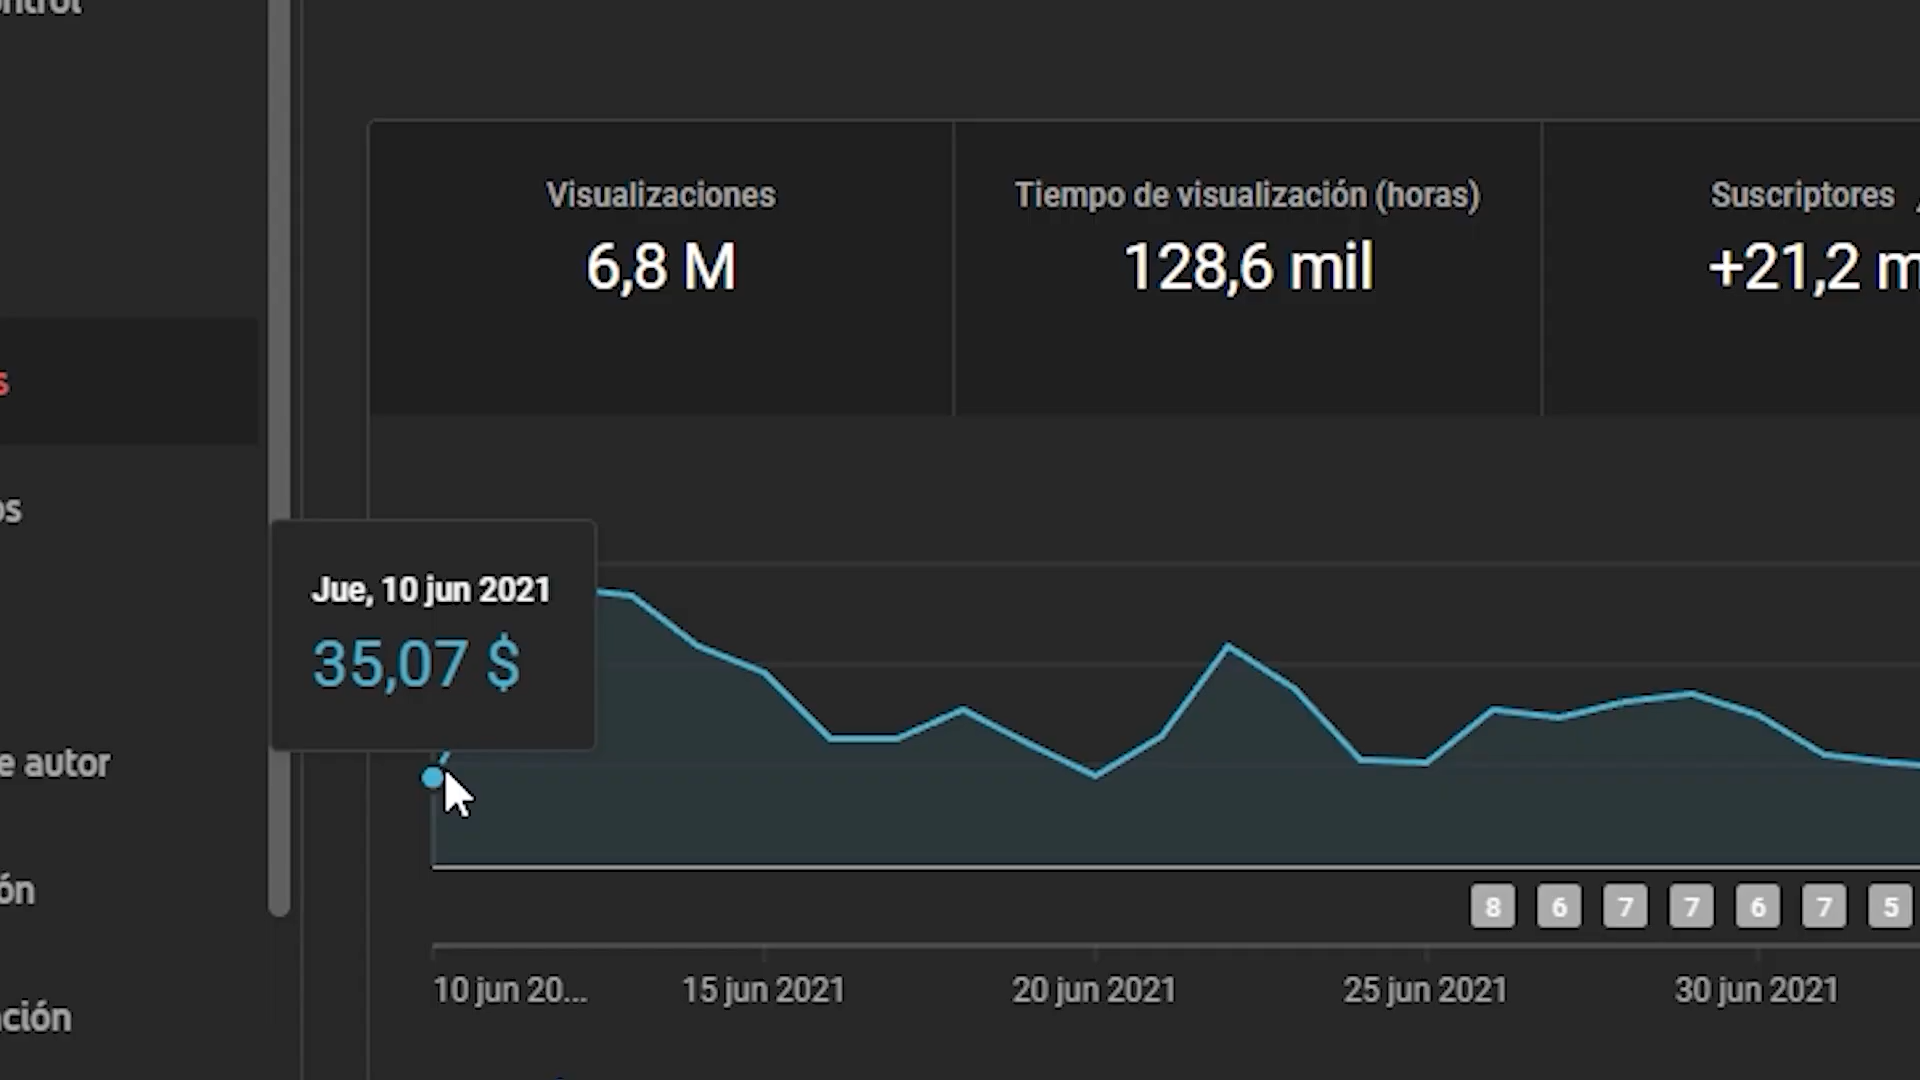 Visualizaciones
6,8 M
Tiempo de visualización (horas)
128,6 mil
Suscriptores
+21,2
Jue, 10 jun 2021
35,07 $
e autor
8 6 7 7 6 7 5
10 jun 20...
15 jun 2021
20 jun 2021
25 jun 2021
30 jun 2021